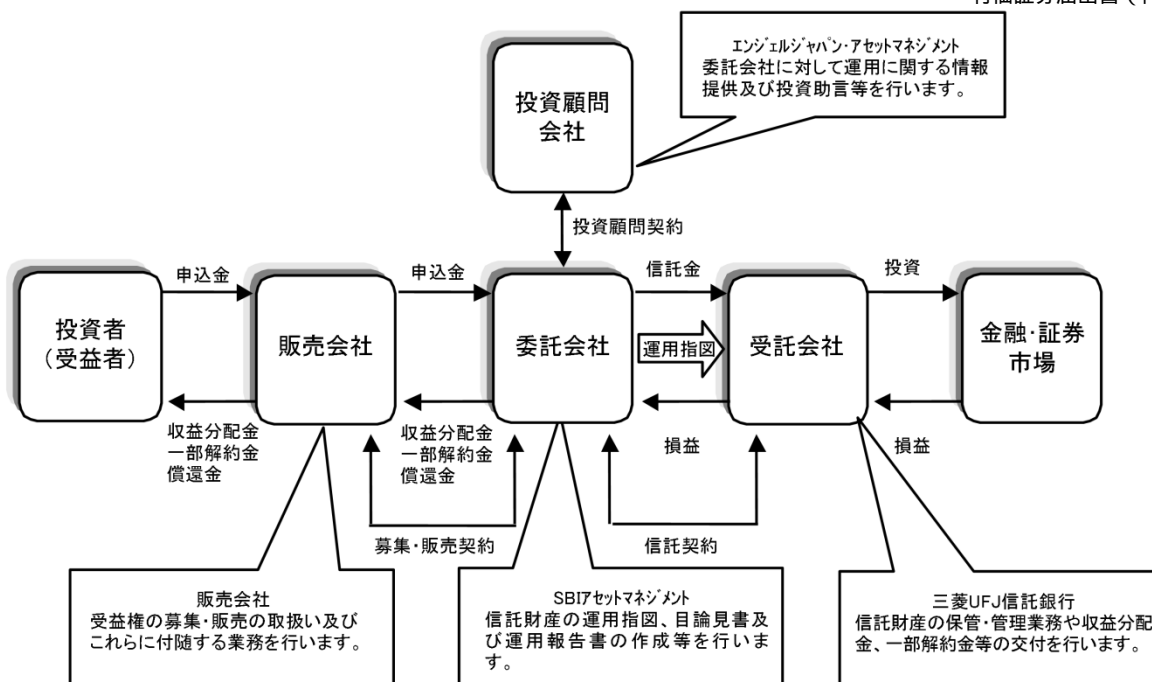 エンジェルジャパン・アセットマネジメント
委託会社に対して運用に関する情報
提供及び投資助言等を行います。
投資顧問
会社
投資顧問契約
申込金
申込金
信託金
投資
投資者
（受益者）
販売会社
委託会社
運用指図
受託会社
金融・証券
市場
収益分配金
一部解約金
償還金
収益分配金
一部解約金
償還金
損益
損益
募集・販売契約
信託契約
販売会社
受益権の募集・販売の取扱い及び
これらに付随する業務を行います。
SBIアセットマネジメント
信託財産の運用指図、目論見書及
び運用報告書の作成等を行いま
す。
三菱UFJ信託銀行
信託財産の保管・管理業務や収益分配
金、一部解約金等の交付を行います。